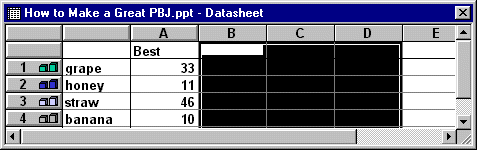 How to Make a Great PBJ.ppt - Datasheet
A B C D E
Best
1 grape 33
2 honey 11
3 straw 46
4 banana 10